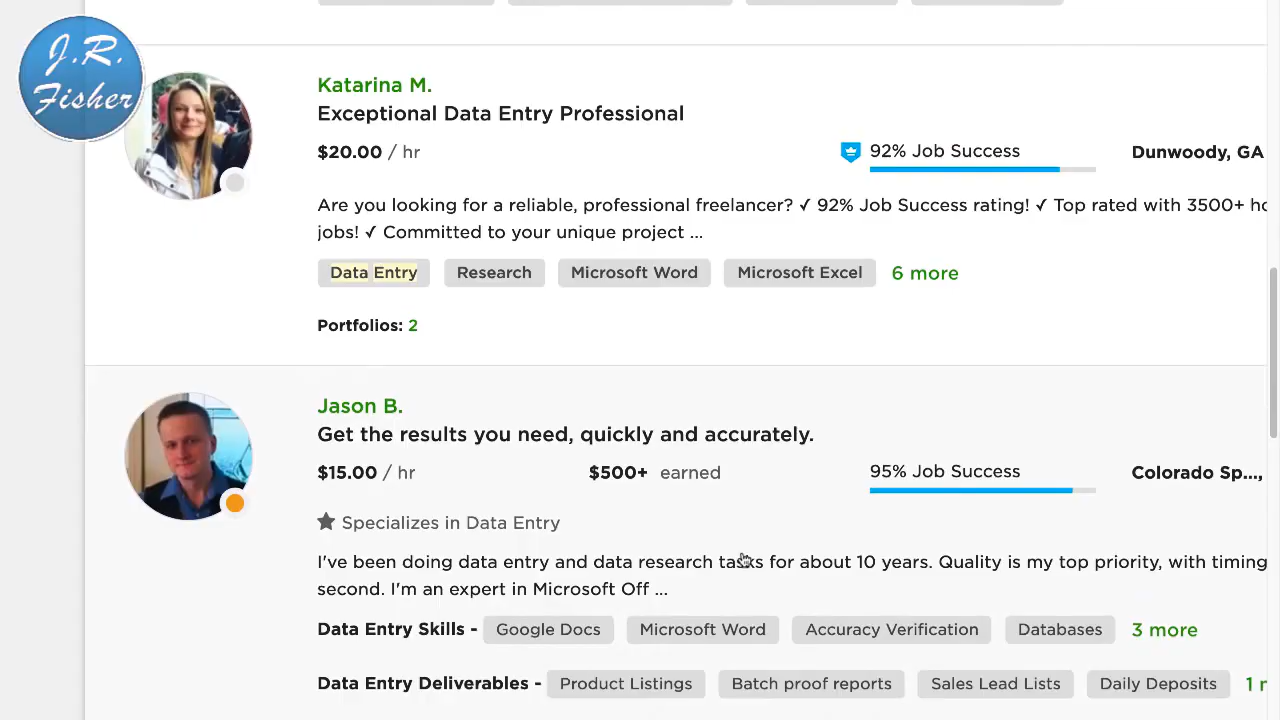 J.R.
Fisher
Katarina M.
Exceptional Data Entry Professional
$20.00 / hr
92% Job Success
Dunwoody, GA
Are you looking for a reliable, professional freelancer? ✓ 92% Job Success rating! ✓ Top rated with 3500+ ho
jobs! ✓ Committed to your unique project ...
Data Entry Research Microsoft Word Microsoft Excel 6 more
Portfolios: 2
Jason B.
Get the results you need, quickly and accurately.
$15.00 / hr $500+ earned 95% Job Success Colorado Sp...,
Specializes in Data Entry
I've been doing data entry and data research tasks for about 10 years. Quality is my top priority, with timing
second. I'm an expert in Microsoft Off ...
Data Entry Skills - Google Docs Microsoft Word Accuracy Verification Databases 3 more
Data Entry Deliverables - Product Listings Batch proof reports Sales Lead Lists Daily Deposits 1